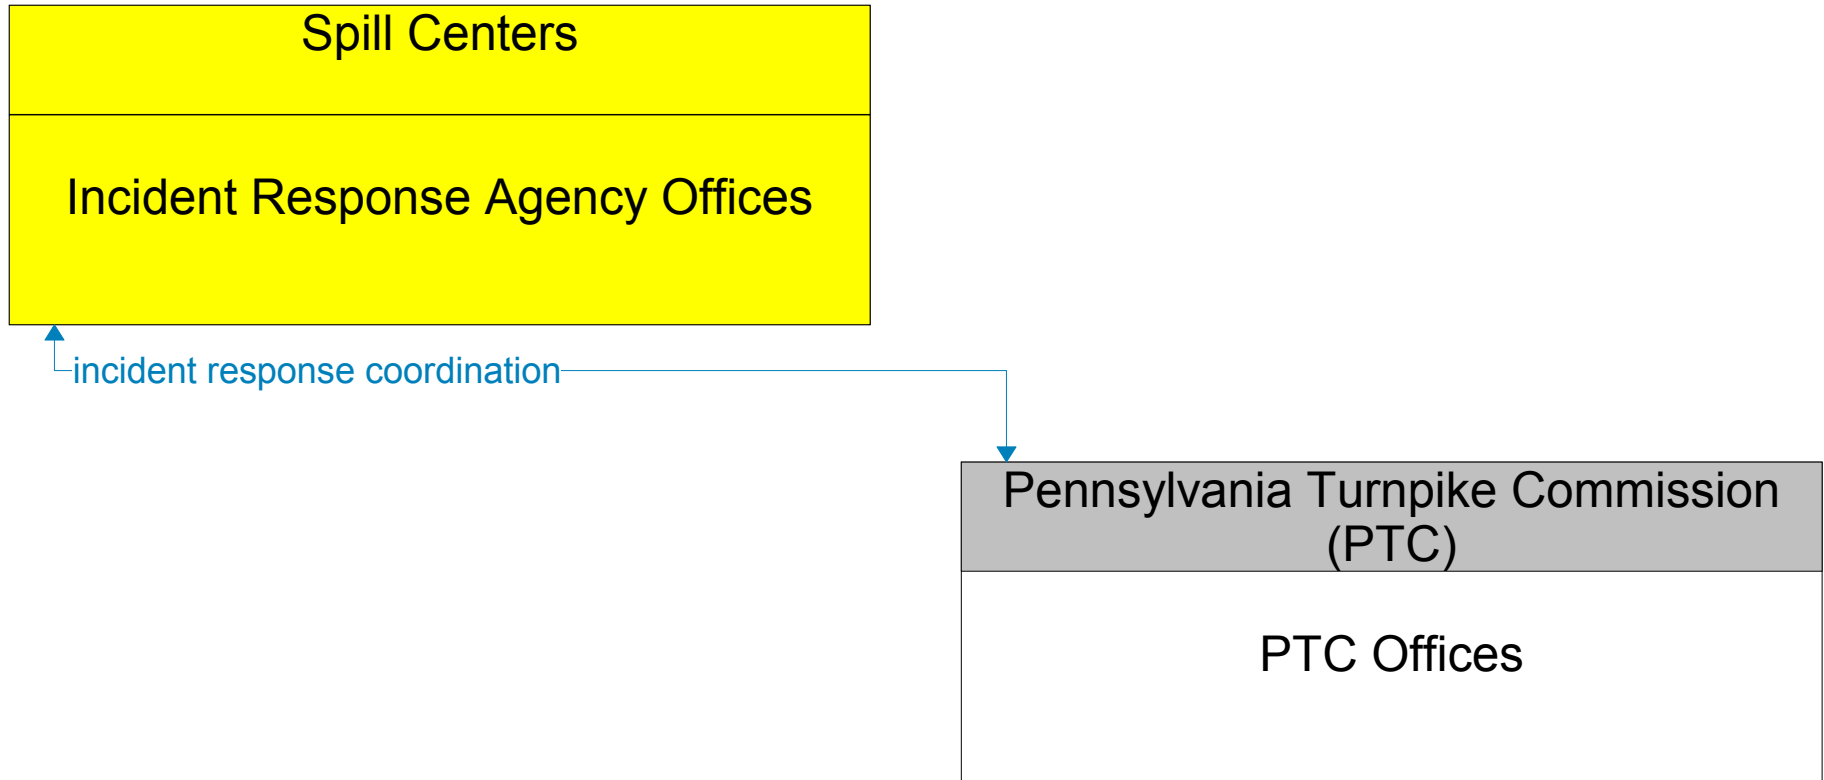 Spill Centers
Incident Response Agency Offices
incident response coordination
Pennsylvania Turnpike Commission
(PTC)
PTC Offices